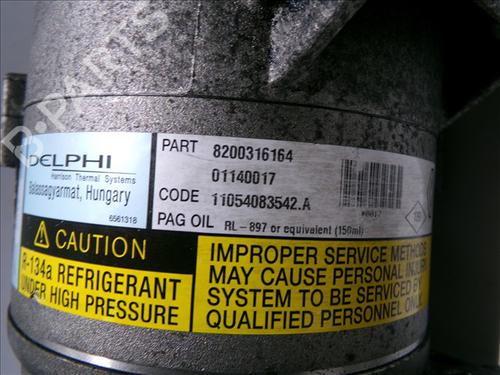 B-PARTS
DELPHI
Harrison Thermal Systems
Balassagyarmat, Hungary
6561318
PART 8200316164
01140017
CODE 11054083542.A
PAG OIL RL-897 or equivalent (150ml)
#0017
CAUTION
R-134a REFRIGERANT
UNDER HIGH PRESSURE
IMPROPER SERVICE METHODS
MAY CAUSE PERSONAL INJURY
SYSTEM TO BE SERVICED BY
QUALIFIED PERSONNEL ONLY.